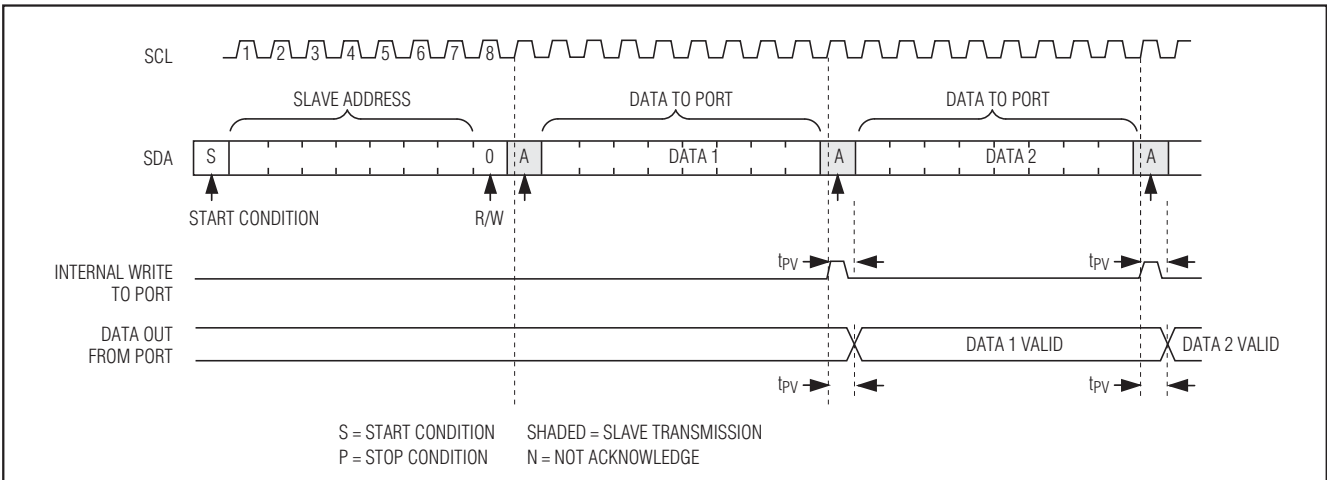 SCL 1 2 3 4 5 6 7 8
SLAVE ADDRESS DATA TO PORT DATA TO PORT
SDA S 0 A DATA 1 A DATA 2 A
START CONDITION R/W
INTERNAL WRITE
TO PORT
tPV tPV
DATA OUT
FROM PORT
DATA 1 VALID DATA 2 VALID
tPV tPV
S = START CONDITION SHADED = SLAVE TRANSMISSION
P = STOP CONDITION N = NOT ACKNOWLEDGE